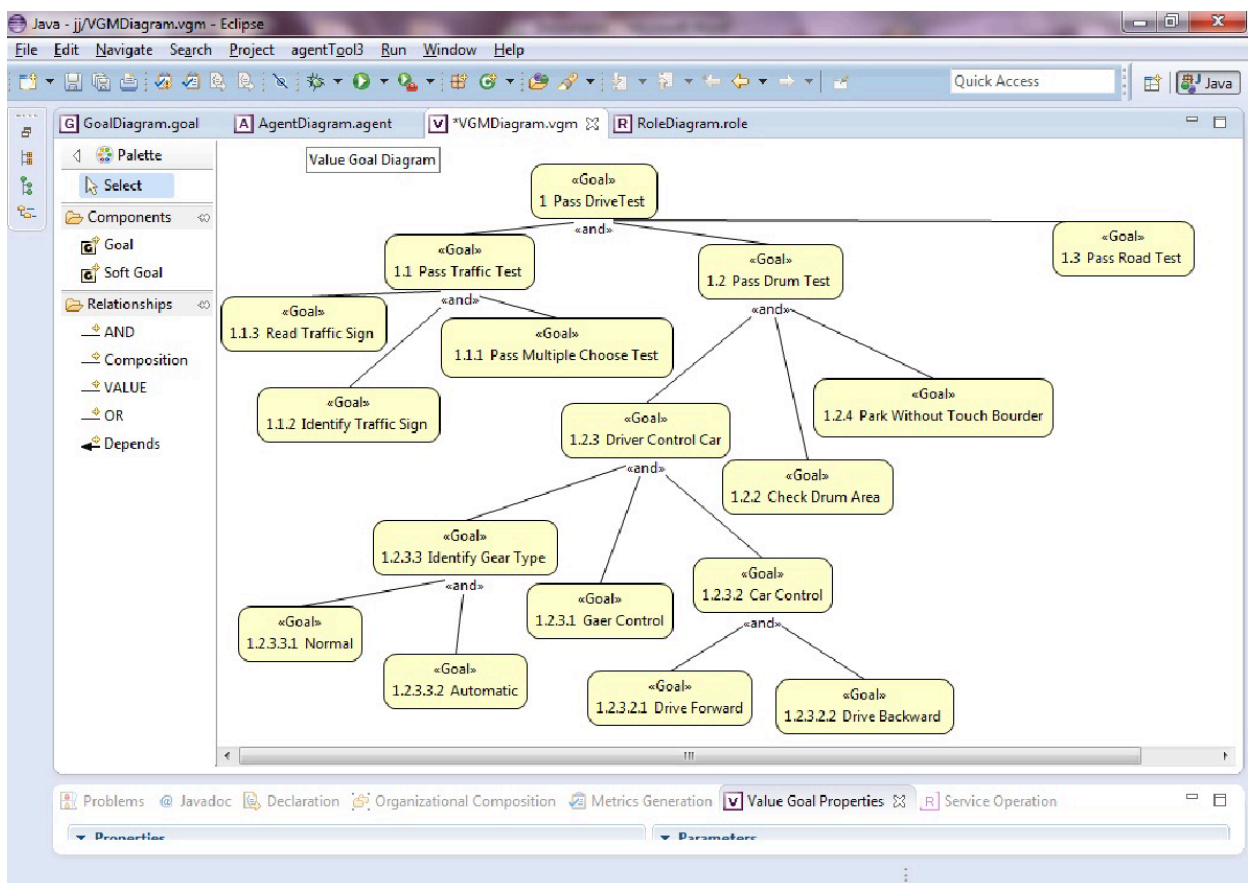 Java - jj/VGMDiagram.vgm - Eclipse
File Edit Navigate Search Project agentTool3 Run Window Help
Quick Access
Java
GoalDiagram.goal
AgentDiagram.agent
*VGMDiagram.vgm
RoleDiagram.role
Palette
Select
Components
Goal
Soft Goal
Relationships
AND
Composition
VALUE
OR
Depends
Value Goal Diagram
«Goal»
1 Pass DriveTest
«and»
«Goal»
1.1 Pass Traffic Test
«and»
«Goal»
1.2 Pass Drum Test
«and»
«Goal»
1.3 Pass Road Test
«Goal»
1.1.3 Read Traffic Sign
«Goal»
1.1.1 Pass Multiple Choose Test
«Goal»
1.1.2 Identify Traffic Sign
«Goal»
1.2.3 Driver Control Car
«and»
«Goal»
1.2.4 Park Without Touch Bourder
«Goal»
1.2.2 Check Drum Area
«Goal»
1.2.3.3 Identify Gear Type
«and»
«Goal»
1.2.3.1 Gaer Control
«Goal»
1.2.3.2 Car Control
«and»
«Goal»
1.2.3.3.1 Normal
«Goal»
1.2.3.3.2 Automatic
«Goal»
1.2.3.2.1 Drive Forward
«Goal»
1.2.3.2.2 Drive Backward
Problems @ Javadoc Declaration Organizational Composition Metrics Generation Value Goal Properties Service Operation
Properties
Parameters